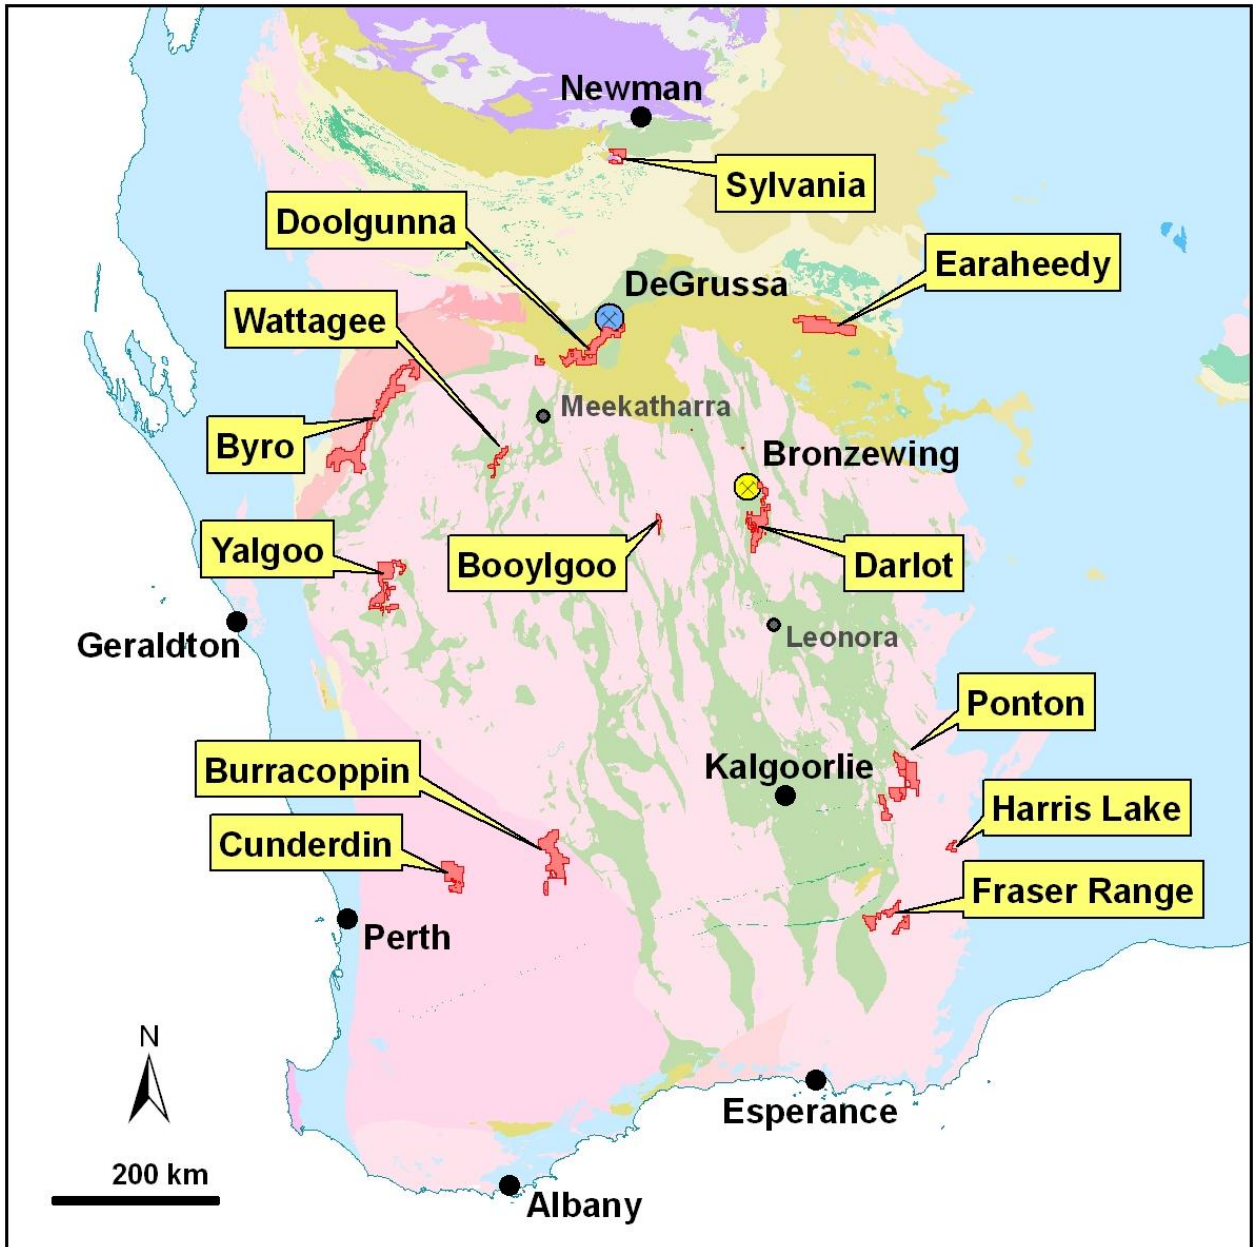 Newman
Sylvania
Doolgunna
Earaheedy
DeGrussa
Wattagee
Meekatharra
Byro
Bronzewing
Yalgoo
Booylgoo
Darlot
Geraldton
Leonora
Ponton
Burracoppin
Kalgoorlie
Harris Lake
Cunderdin
Fraser Range
Perth
N
Esperance
200 km
Albany